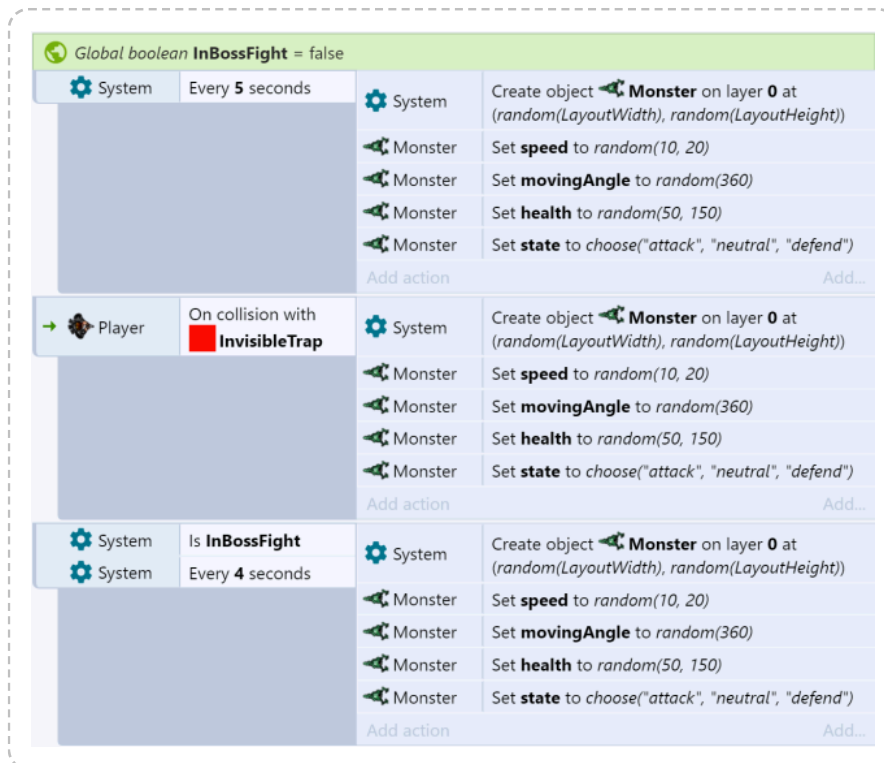 Global boolean InBossFight = false
System Every 5 seconds
System Create object Monster on layer 0 at
(random(LayoutWidth), random(LayoutHeight))
Monster Set speed to random(10, 20)
Monster Set movingAngle to random(360)
Monster Set health to random(50, 150)
Monster Set state to choose("attack", "neutral", "defend")
Add action Add...
Player On collision with
InvisibleTrap
System Create object Monster on layer 0 at
(random(LayoutWidth), random(LayoutHeight))
Monster Set speed to random(10, 20)
Monster Set movingAngle to random(360)
Monster Set health to random(50, 150)
Monster Set state to choose("attack", "neutral", "defend")
Add action Add...
System Is InBossFight
System Every 4 seconds
System Create object Monster on layer 0 at
(random(LayoutWidth), random(LayoutHeight))
Monster Set speed to random(10, 20)
Monster Set movingAngle to random(360)
Monster Set health to random(50, 150)
Monster Set state to choose("attack", "neutral", "defend")
Add action Add...